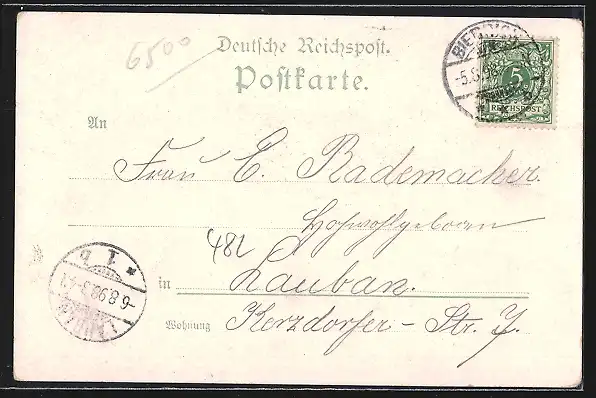 6500
Deutsche Reichspost.
Postkarte.
5
REICHSPOST
An
Frau E. Rademacher.
Hochwohlgeboren
482
in Lauban.
Wohnung Kerzdorfer-Str. 7.